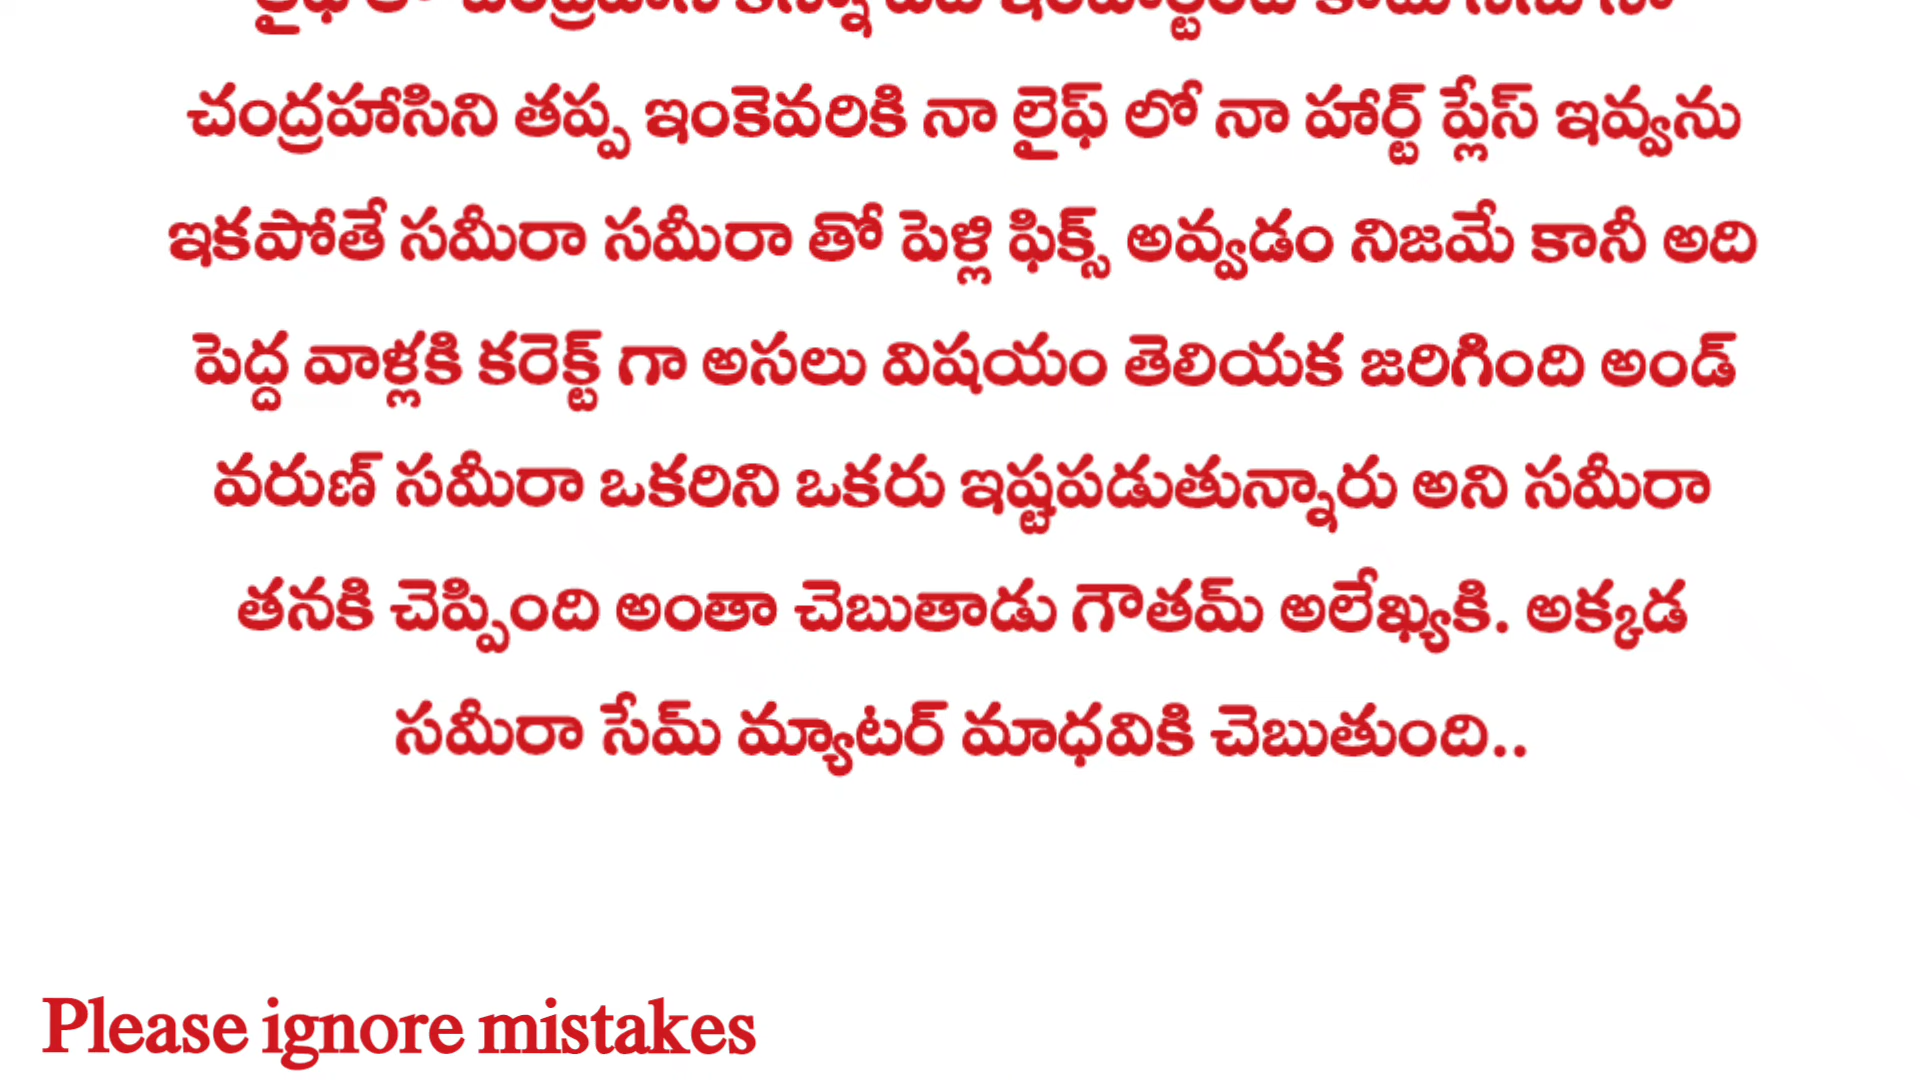 చంద్రహాసిని తప్ప ఇంకెవరికి నా లైఫ్ లో నా హార్ట్ ప్లేస్ ఇవ్వను
ఇకపోతే సమీరా సమీరా తో పెళ్లి ఫిక్స్ అవ్వడం నిజమే కానీ అది
పెద్ద వాళ్లకి కరెక్ట్ గా అసలు విషయం తెలియక జరిగింది అండ్
వరుణ్ సమీరా ఒకరిని ఒకరు ఇష్టపడుతున్నారు అని సమీరా
తనకి చెప్పింది అంతా చెబుతాడు గౌతమ్ అలేఖ్యకి. అక్కడ
సమీరా సేమ్ మ్యాటర్ మాధవికి చెబుతుంది..
Please ignore mistakes